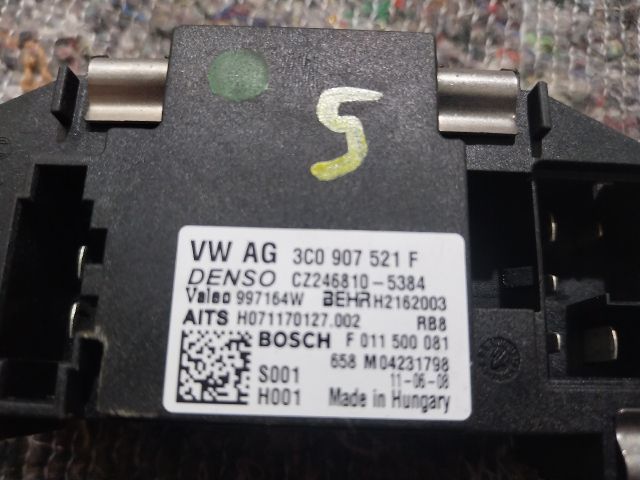 5
VW AG 3C0 907 521 F
DENSO CZ246810-5384
Valeo 997164W BEHR H2162003
AITS H071170127.002 RB8
BOSCH F 011 500 081
658 M04231798
S001 11-06-08
H001 Made in Hungary